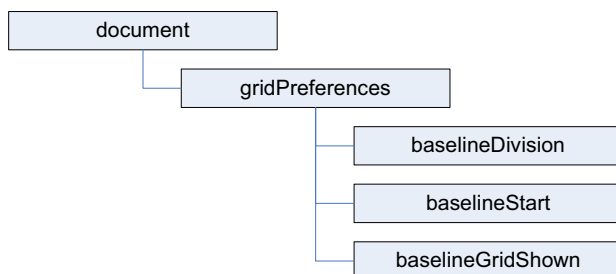 document
gridPreferences
baselineDivision
baselineStart
baselineGridShown